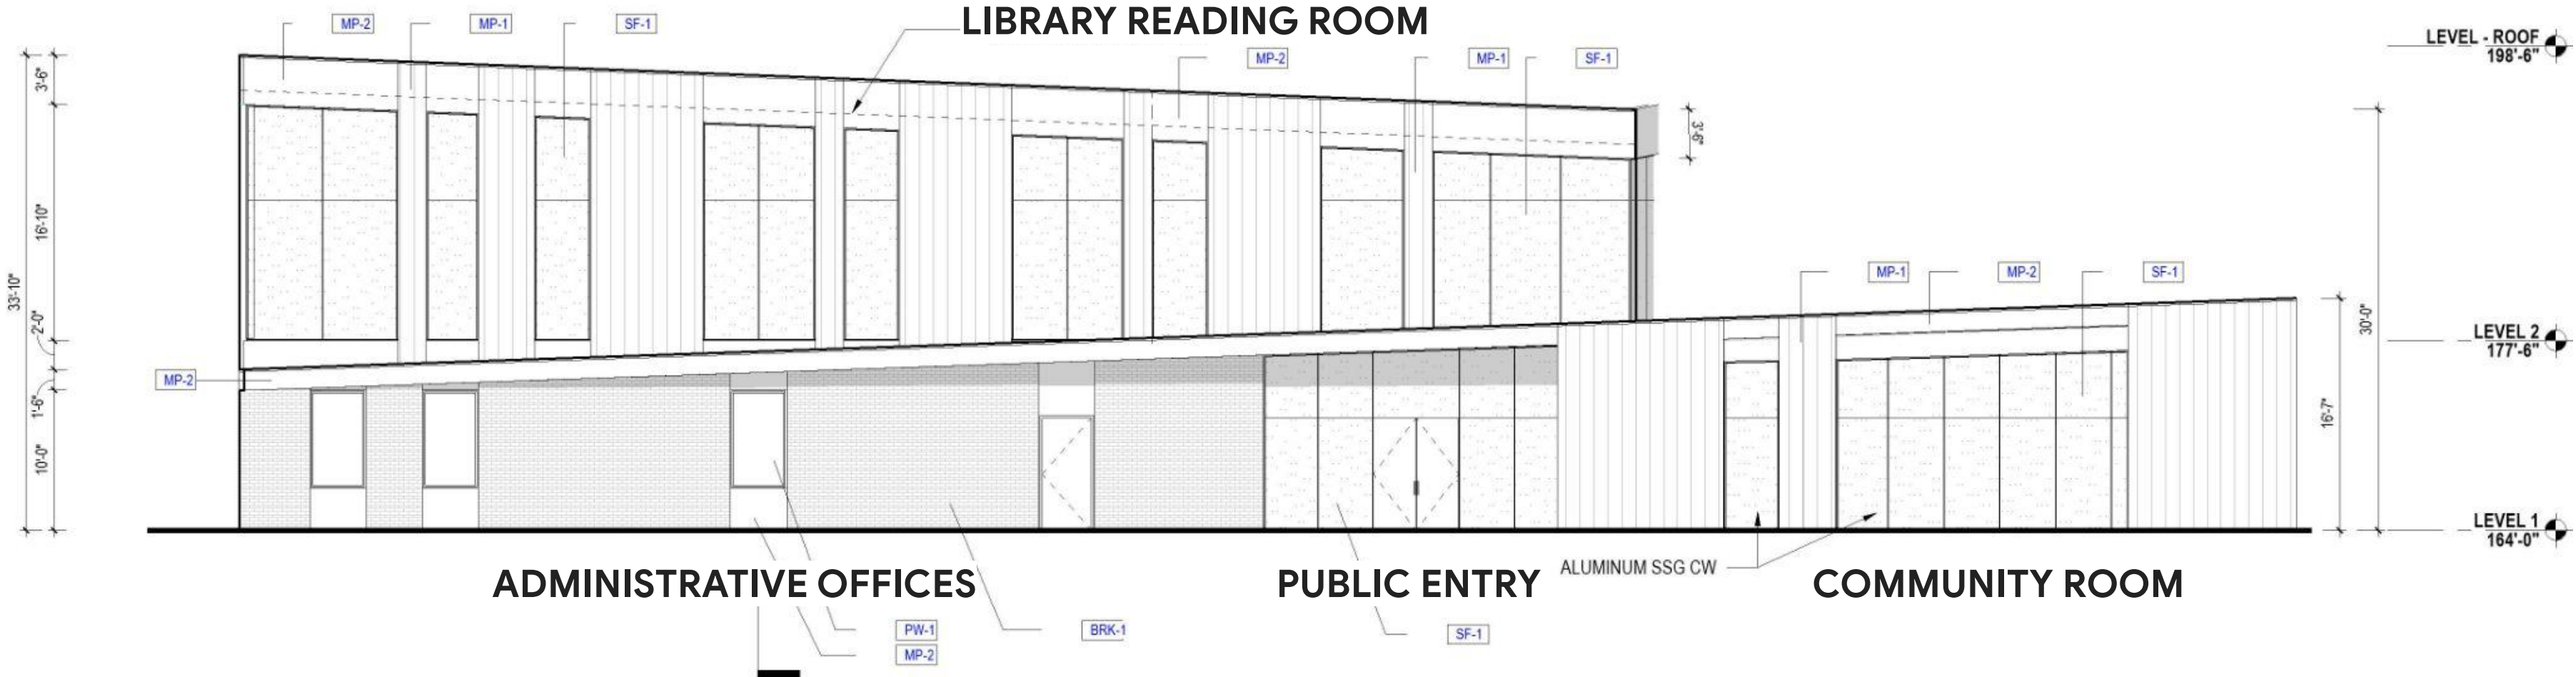 MP-2
MP-1
SF-1
LIBRARY READING ROOM
MP-2
MP-1
SF-1
LEVEL - ROOF
198'-6"
3'-6"
16'-10"
33'-10"
2'-0"
1'-6"
10'-0"
3'-6"
MP-1
MP-2
SF-1
30'-0"
16'-7"
LEVEL 2
177'-6"
MP-2
LEVEL 1
164'-0"
ADMINISTRATIVE OFFICES
PUBLIC ENTRY
ALUMINUM SSG CW
COMMUNITY ROOM
PW-1
MP-2
BRK-1
SF-1